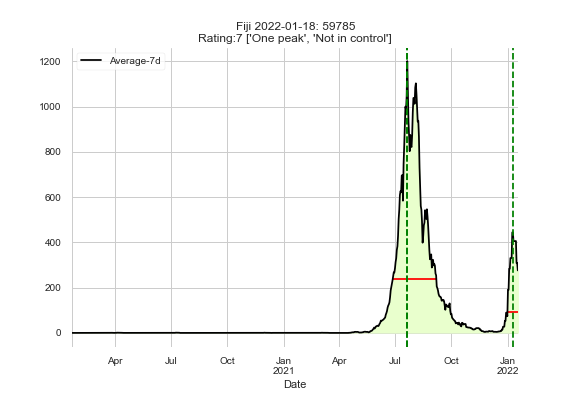 Fiji 2022-01-18: 59785
Rating:7 ['One peak', 'Not in control']
Average-7d
1200
1000
800
600
400
200
0
Apr Jul Oct Jan Apr Jul Oct Jan
2021 2022
Date